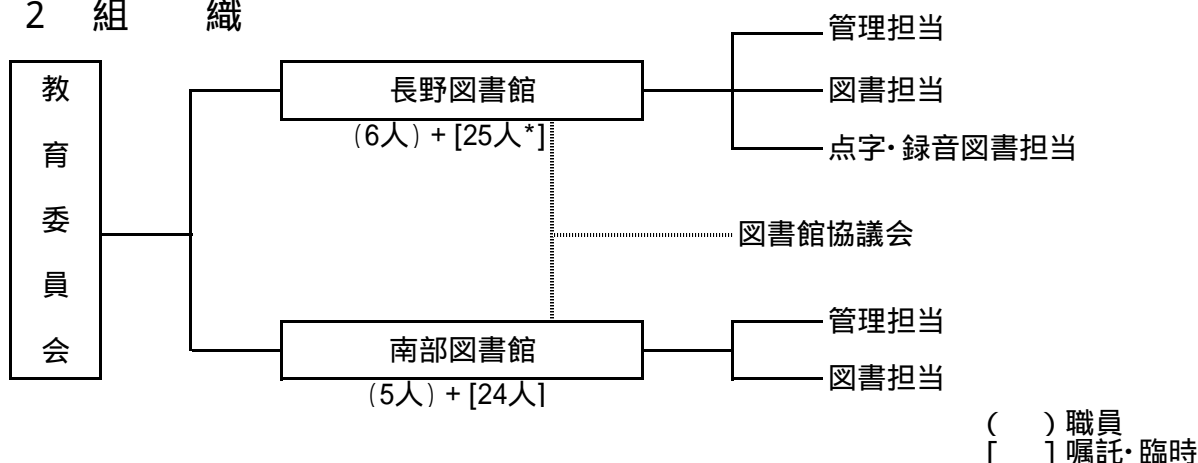 2 組 織
教育委員会
長野図書館
(6人) + [25人*]
管理担当
図書担当
点字・録音図書担当
図書館協議会
南部図書館
(5人) + [24人]
管理担当
図書担当
( ) 職員
[ ] 嘱託・臨時